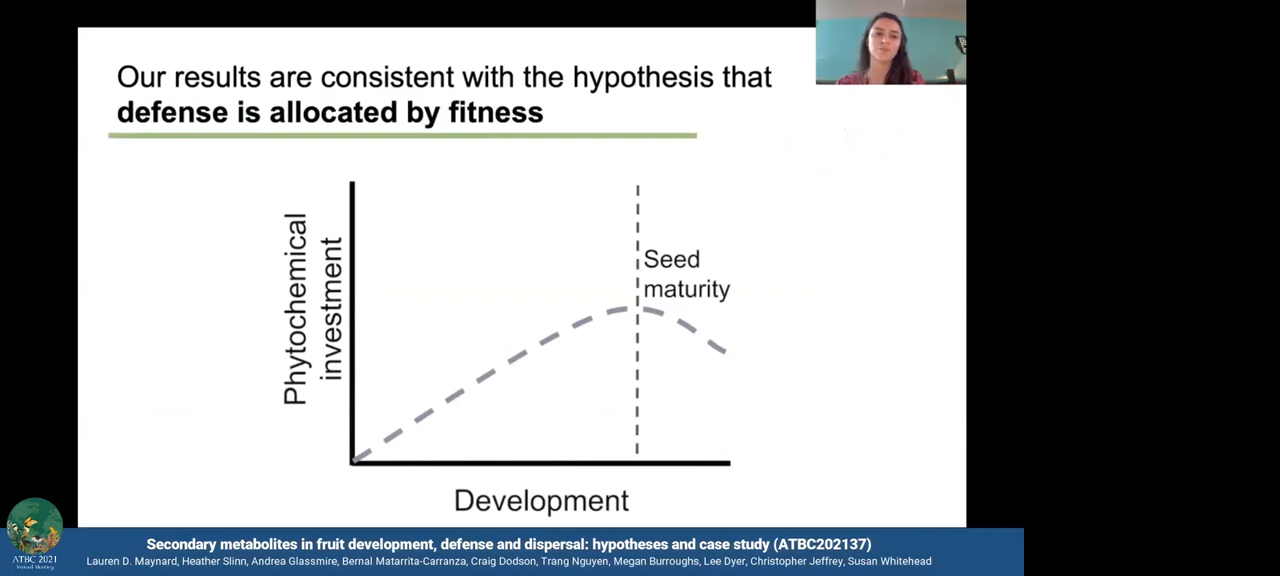 Our results are consistent with the hypothesis that
defense is allocated by fitness
Phytochemical
investment
Seed
maturity
Development
ATBC 2021
Virtual Meeting
Secondary metabolites in fruit development, defense and dispersal: hypotheses and case study (ATBC202137)
Lauren D. Maynard, Heather Slinn, Andrea Glassmire, Bernal Matarrita-Carranza, Craig Dodson, Trang Nguyen, Megan Burroughs, Lee Dyer, Christopher Jeffrey, Susan Whitehead